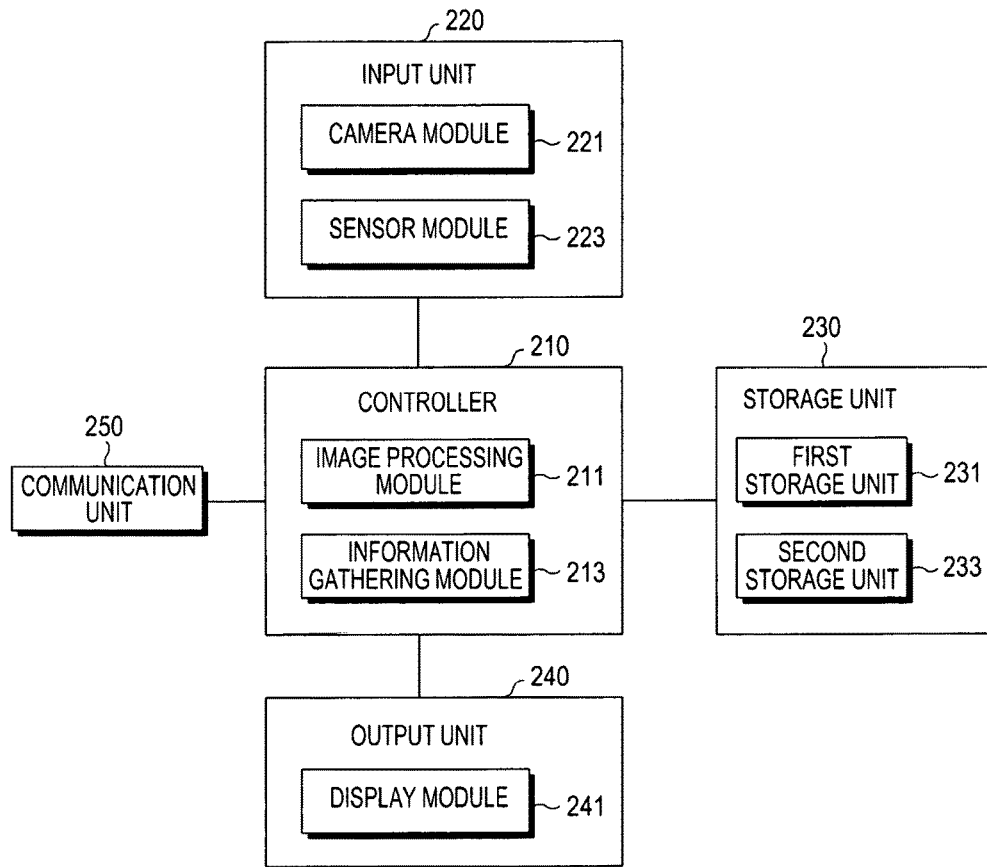 220
INPUT UNIT
CAMERA MODULE
221
SENSOR MODULE
223
210
CONTROLLER
IMAGE PROCESSING
MODULE
211
INFORMATION
GATHERING MODULE
213
250
COMMUNICATION
UNIT
230
STORAGE UNIT
FIRST
STORAGE UNIT
231
SECOND
STORAGE UNIT
233
240
OUTPUT UNIT
DISPLAY MODULE
241